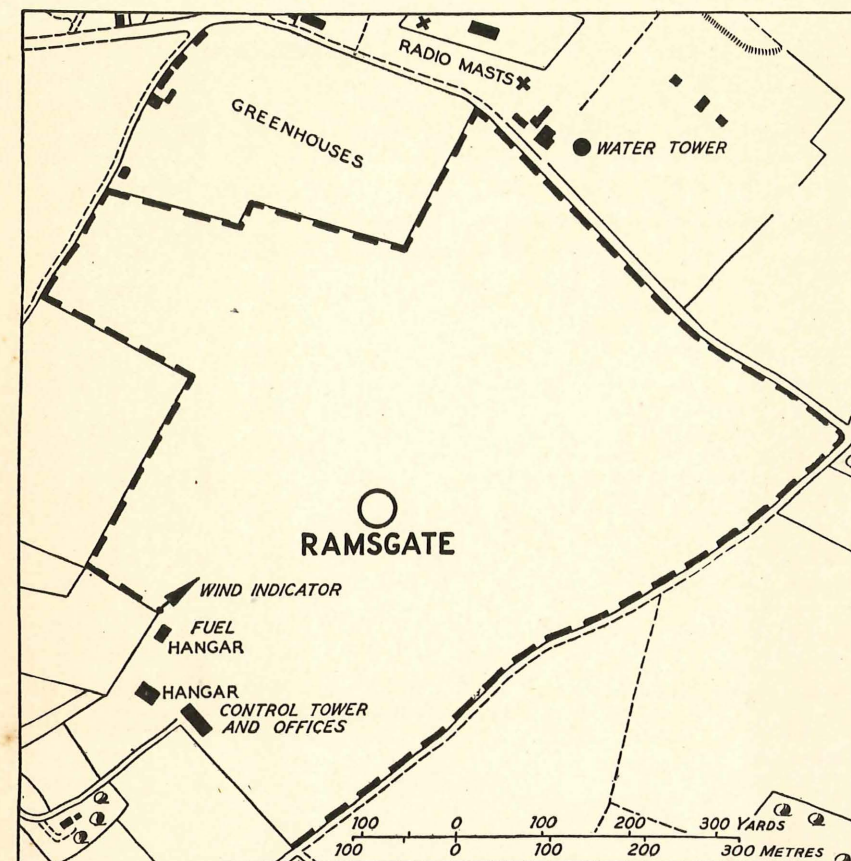 RADIO MASTS
GREENHOUSES
WATER TOWER
RAMSGATE
WIND INDICATOR
FUEL
HANGAR
HANGAR
CONTROL TOWER
AND OFFICES
100 0 100 200 300 YARDS
100 0 100 200 300 METRES